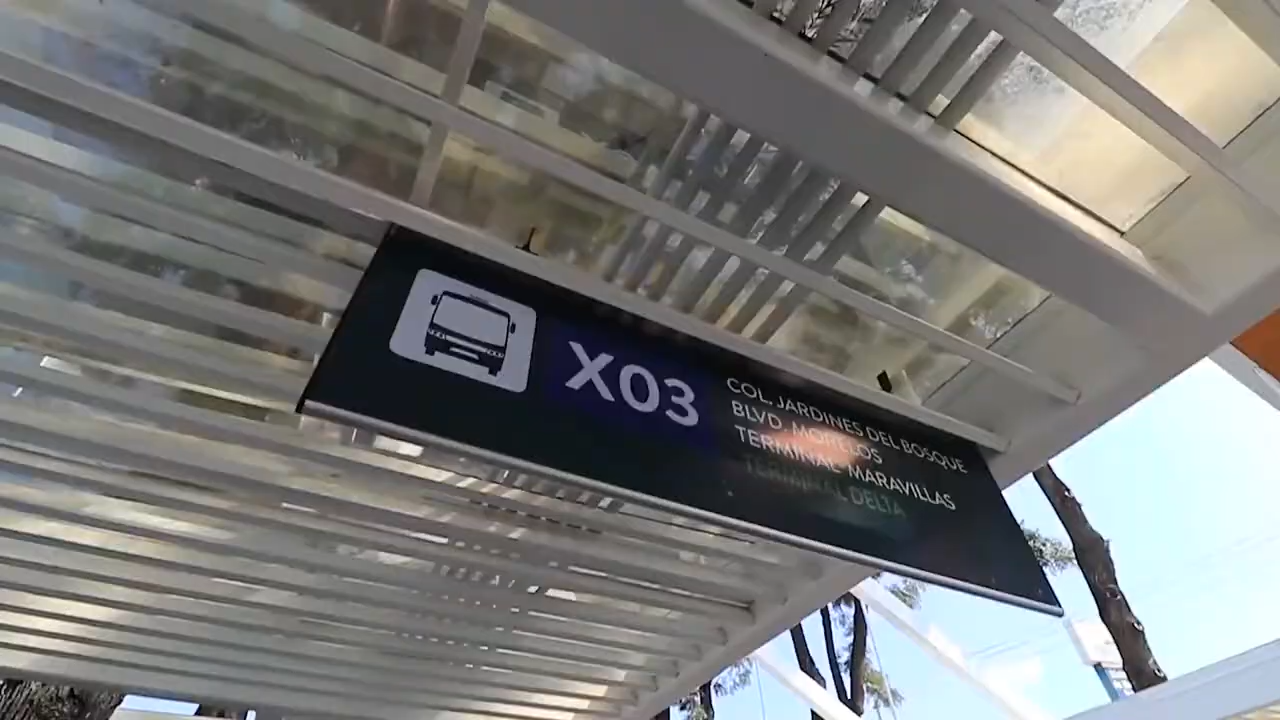 X03
COL. JARDINES DEL BOSQUE
BLVD. MORELOS
TERMINAL MARAVILLAS
TERMINAL DELTA